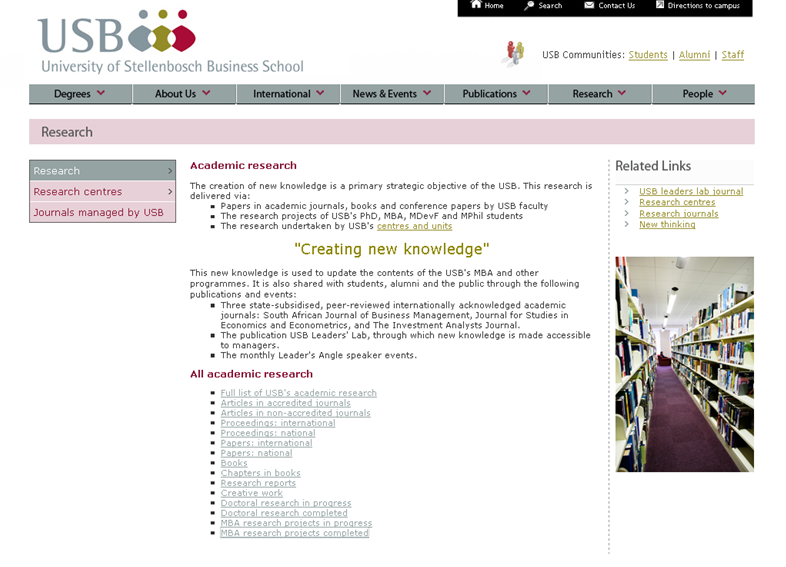 Home Search Contact Us Directions to campus
USB
University of Stellenbosch Business School
USB Communities: Students | Alumni | Staff
Degrees About Us International News & Events Publications Research People
Research
Research
Research centres
Journals managed by USB
Academic research
The creation of new knowledge is a primary strategic objective of the USB. This research is
delivered via:
Papers in academic journals, books and conference papers by USB faculty
The research projects of USB's PhD, MBA, MDevF and MPhil students
The research undertaken by USB's centres and units
"Creating new knowledge"
This new knowledge is used to update the contents of the USB's MBA and other
programmes. It is also shared with students, alumni and the public through the following
publications and events:
Three state-subsidised, peer-reviewed internationally acknowledged academic
journals: South African Journal of Business Management, Journal for Studies in
Economics and Econometrics, and The Investment Analysts Journal.
The publication USB Leaders' Lab, through which new knowledge is made accessible
to managers.
The monthly Leader's Angle speaker events.
All academic research
Full list of USB's academic research
Articles in accredited journals
Articles in non-accredited journals
Proceedings: international
Proceedings: national
Papers: international
Papers: national
Books
Chapters in books
Research reports
Creative work
Doctoral research in progress
Doctoral research completed
MBA research projects in progress
MBA research projects completed
Related Links
USB leaders lab journal
Research centres
Research journals
New thinking